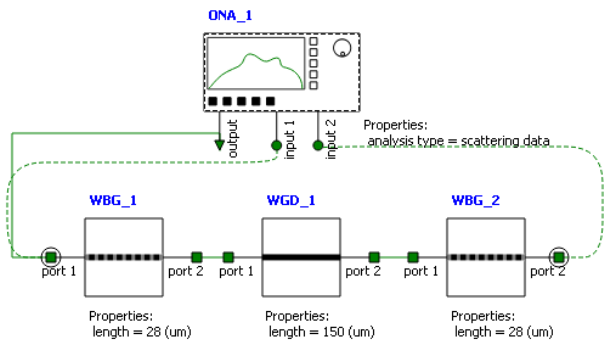 ONA_1
output
input 1
input 2
Properties:
analysis type = scattering data
WBG_1
WGD_1
WBG_2
port 1
port 2
port 1
port 2
port 1
port 2
Properties:
length = 28 (um)
Properties:
length = 150 (um)
Properties:
length = 28 (um)